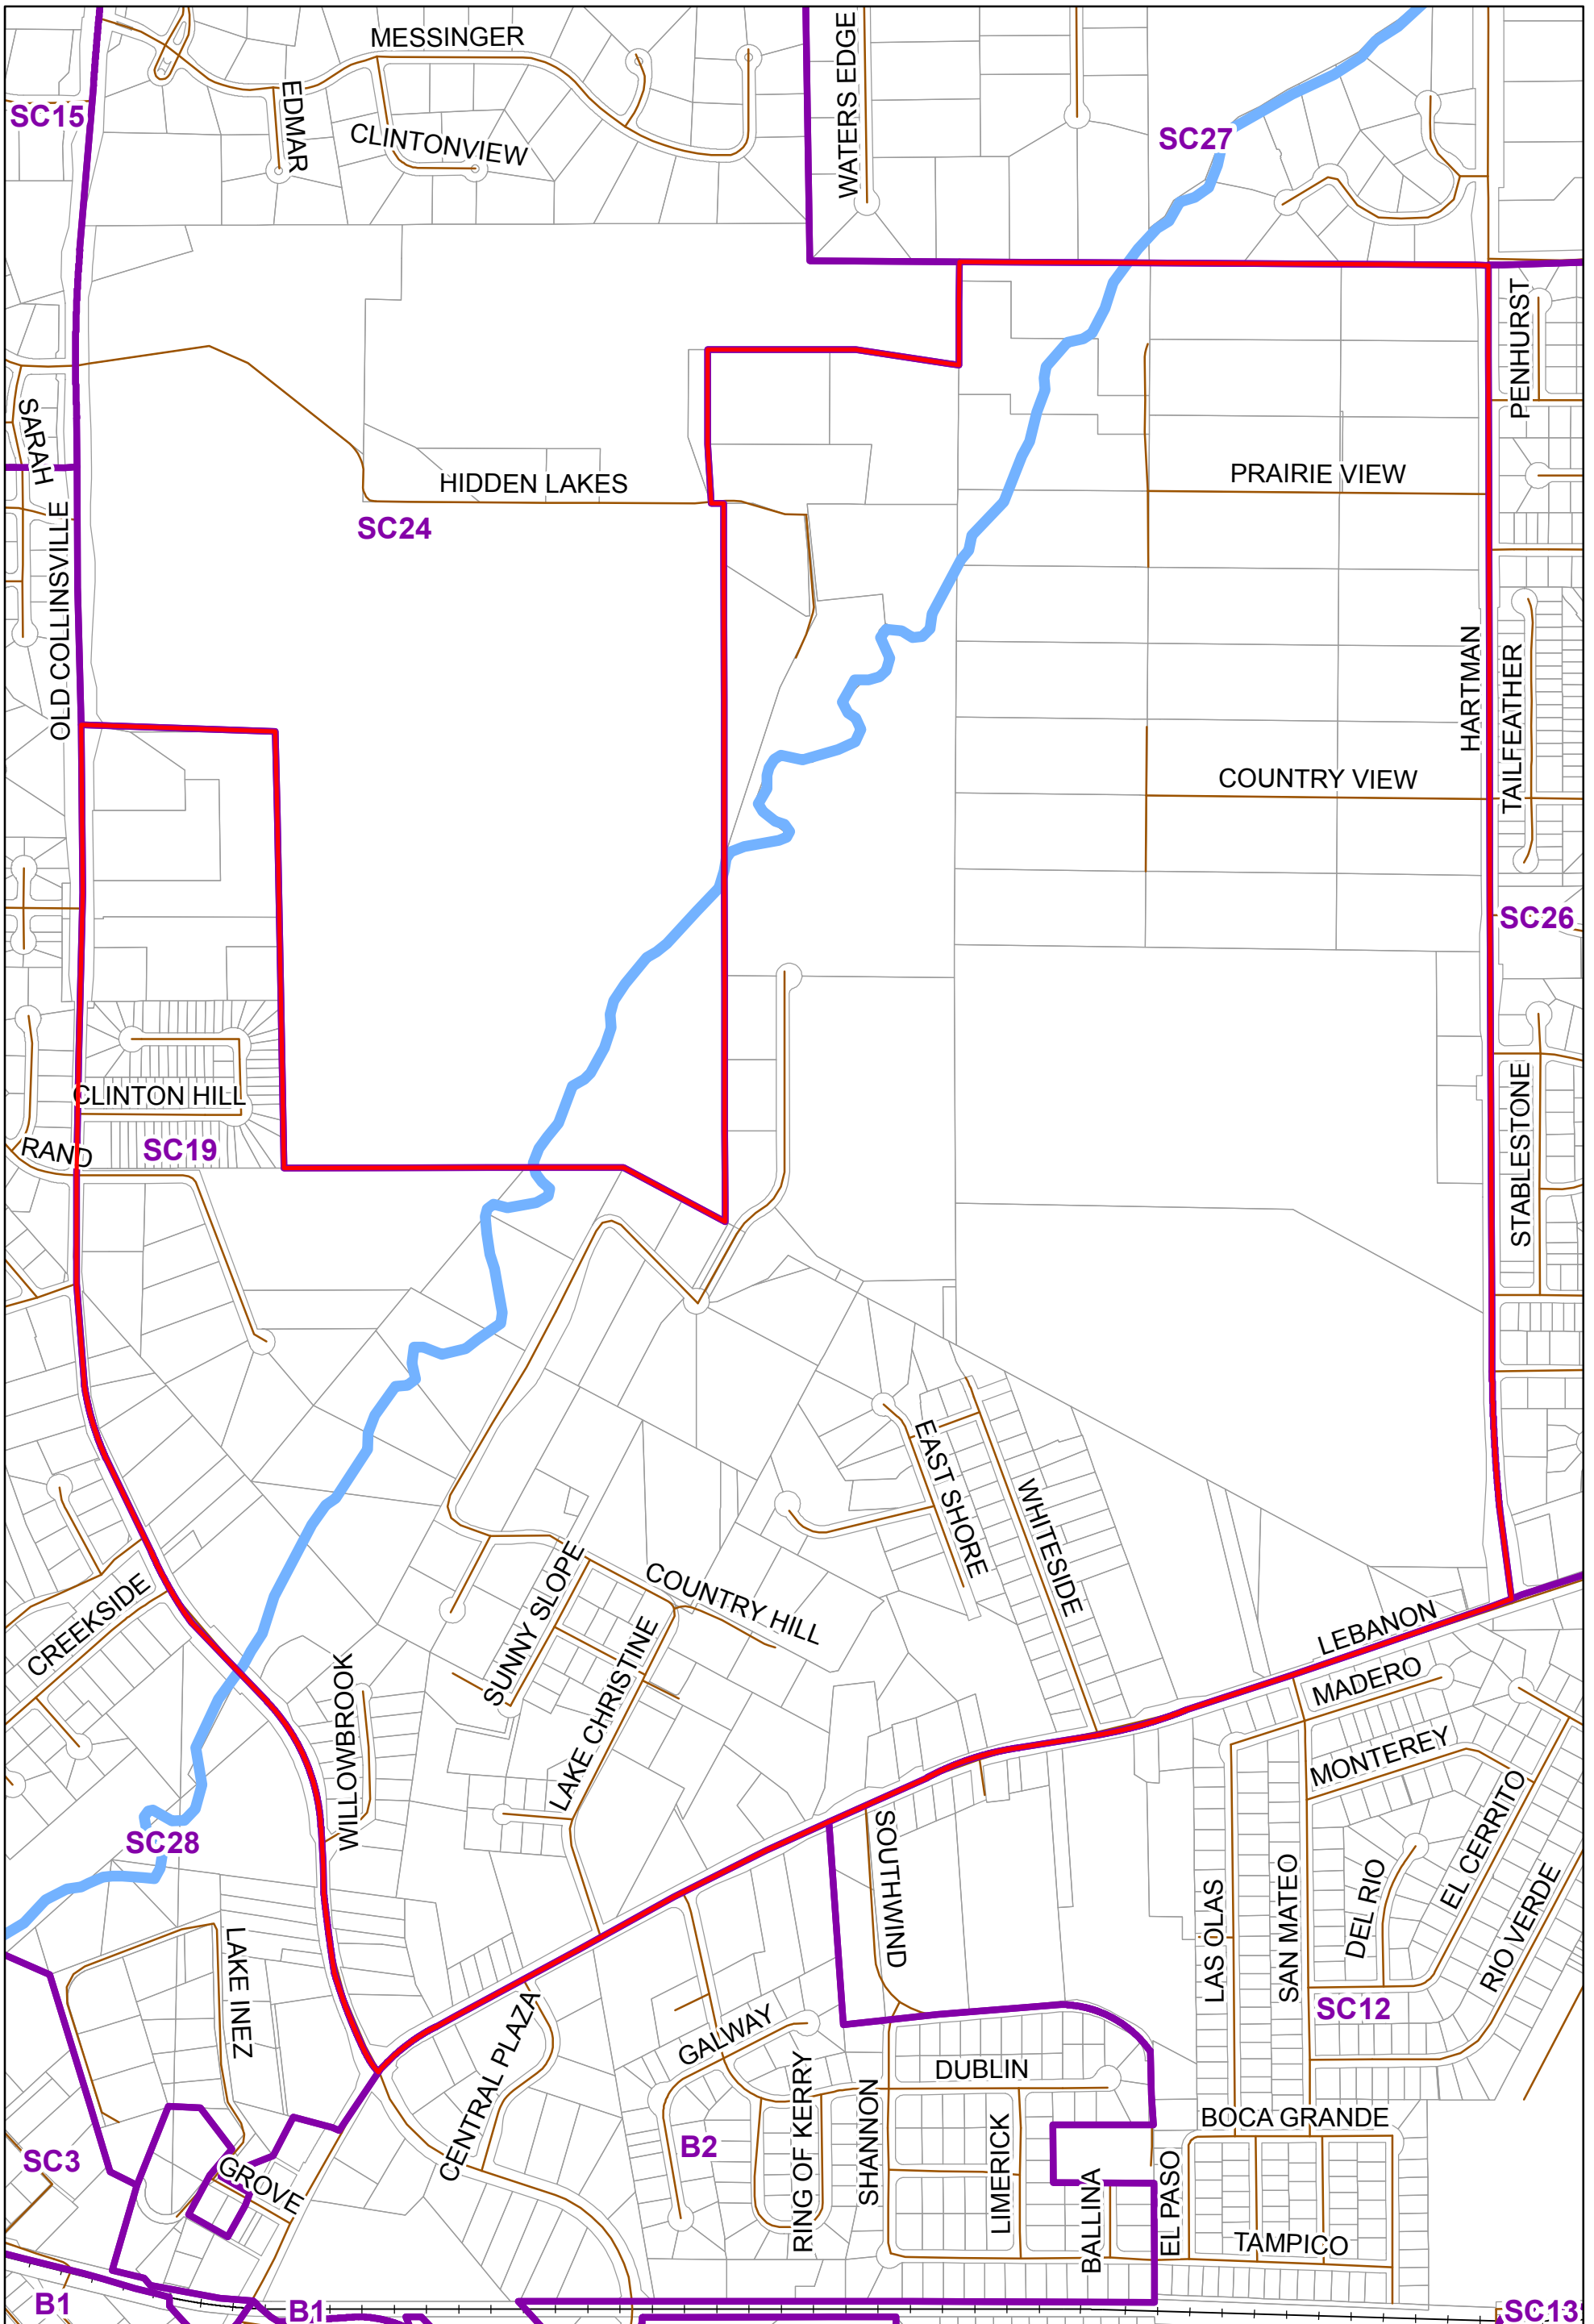 MESSINGER
WATERS EDGE
EDMAR
SC15
CLINTONVIEW
SC27
PENHURST
SARAH
HIDDEN LAKES
PRAIRIE VIEW
SC24
OLD COLLINSVILLE
HARTMAN
TAILFEATHER
COUNTRY VIEW
SC26
CLINTON HILL
STABLESTONE
RAND
SC19
EAST SHORE
WHITESIDE
CREEKSIDE
SUNNY SLOPE
COUNTRY HILL
LEBANON
WILLOWBROOK
LAKE CHRISTINE
MADERO
MONTEREY
SC28
SOUTHWIND
EL CERRITO
DEL RIO
LAS OLAS
SAN MATEO
RIO VERDE
LAKE INEZ
SC12
CENTRAL PLAZA
GALWAY
DUBLIN
RING OF KERRY
SHANNON
BOCA GRANDE
SC3
GROVE
B2
LIMERICK
BALLINA
EL PASO
TAMPICO
B1
B1
SC13